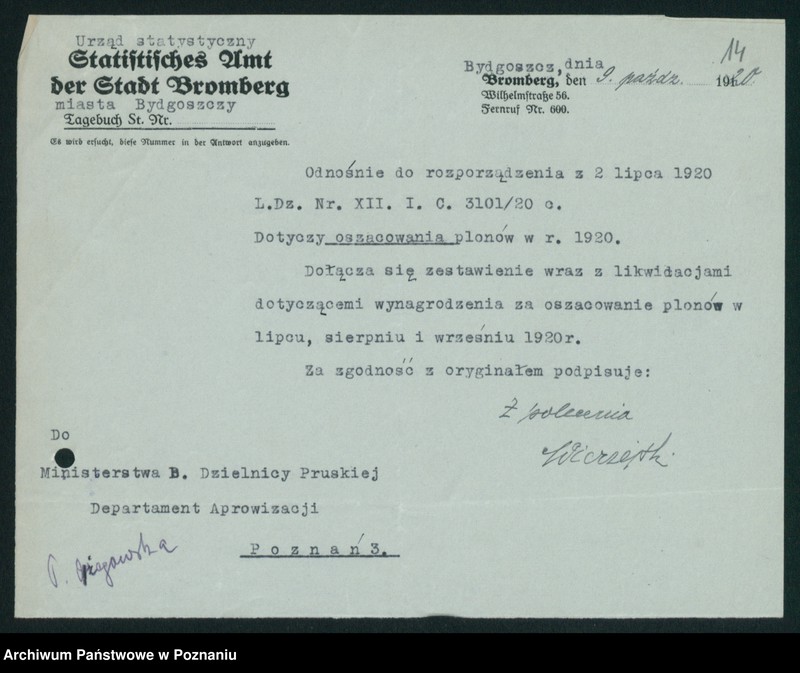 14
Urząd statystyczny
Statistisches Amt
der Stadt Bromberg
miasta Bydgoszczy
Tagebuch St. Nr.
Es wird ersucht, diese Nummer in der Antwort anzugeben.
Bydgoszcz, dnia
Bromberg, den 9. paźdz. 1920.
Wilhelmstraße 56.
Fernruf Nr. 600.
Odnośnie do rozporządzenia z 2 lipca 1920
L.Dz. Nr. XII. I. C. 3101/20 c.
Dotyczy oszacowania plonów w r. 1920.
Dołącza się zestawienie wraz z likwidacjami
dotyczącemi wynagrodzenia za oszacowanie plonów w
lipcu, sierpniu i wrześniu 1920r.
Za zgodność z oryginałem podpisuje:
Z polecenia
Do
Ministerstwa B. Dzielnicy Pruskiej
Departament Aprowizacji
Poznań 3.
P.
Archiwum Państwowe w Poznaniu